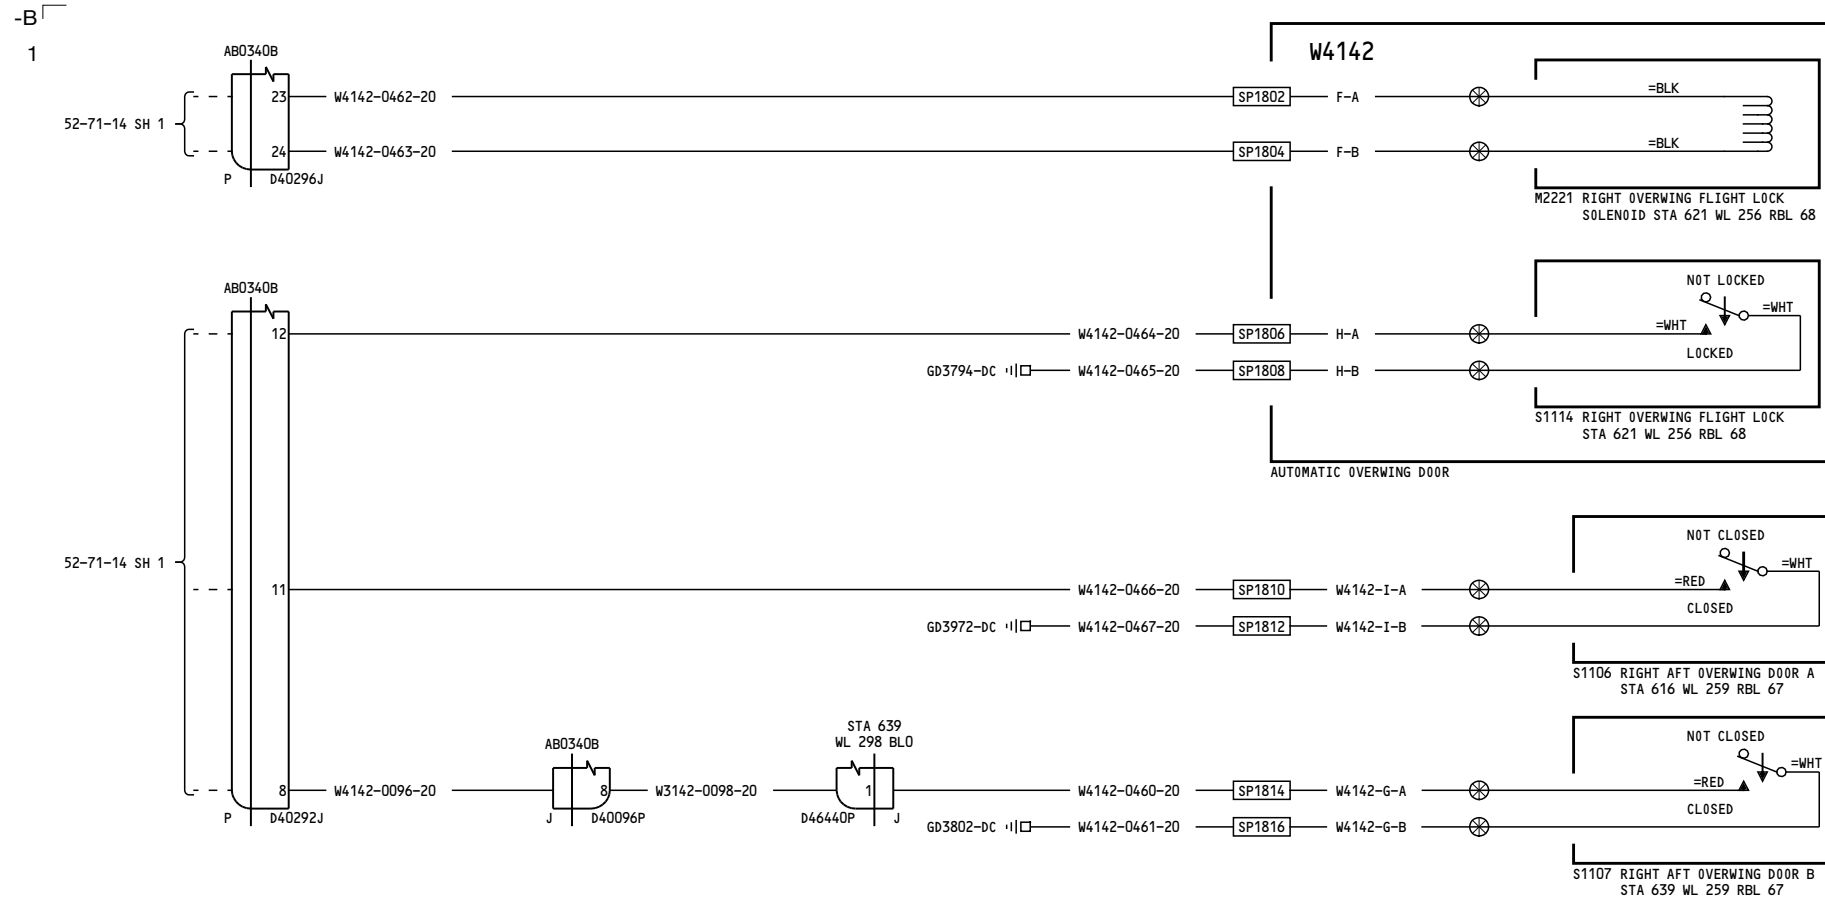 -B
1
W4142
AB0340B
23
W4142-0462-20
SP1802
F-A
=BLK
52-71-14 SH 1
24
W4142-0463-20
SP1804
F-B
=BLK
P
D40296J
M2221 RIGHT OVERWING FLIGHT LOCK
SOLENOID STA 621 WL 256 RBL 68
AB0340B
NOT LOCKED
=WHT
12
W4142-0464-20
SP1806
H-A
=WHT
LOCKED
GD3794-DC
W4142-0465-20
SP1808
H-B
S1114 RIGHT OVERWING FLIGHT LOCK
STA 621 WL 256 RBL 68
AUTOMATIC OVERWING DOOR
52-71-14 SH 1
NOT CLOSED
=WHT
11
W4142-0466-20
SP1810
W4142-I-A
=RED
CLOSED
GD3972-DC
W4142-0467-20
SP1812
W4142-I-B
S1106 RIGHT AFT OVERWING DOOR A
STA 616 WL 259 RBL 67
STA 639
WL 298 BL0
AB0340B
NOT CLOSED
=WHT
8
W4142-0096-20
8
W3142-0098-20
1
W4142-0460-20
SP1814
W4142-G-A
=RED
CLOSED
P
D40292J
J
D40096P
D46440P
J
GD3802-DC
W4142-0461-20
SP1816
W4142-G-B
S1107 RIGHT AFT OVERWING DOOR B
STA 639 WL 259 RBL 67